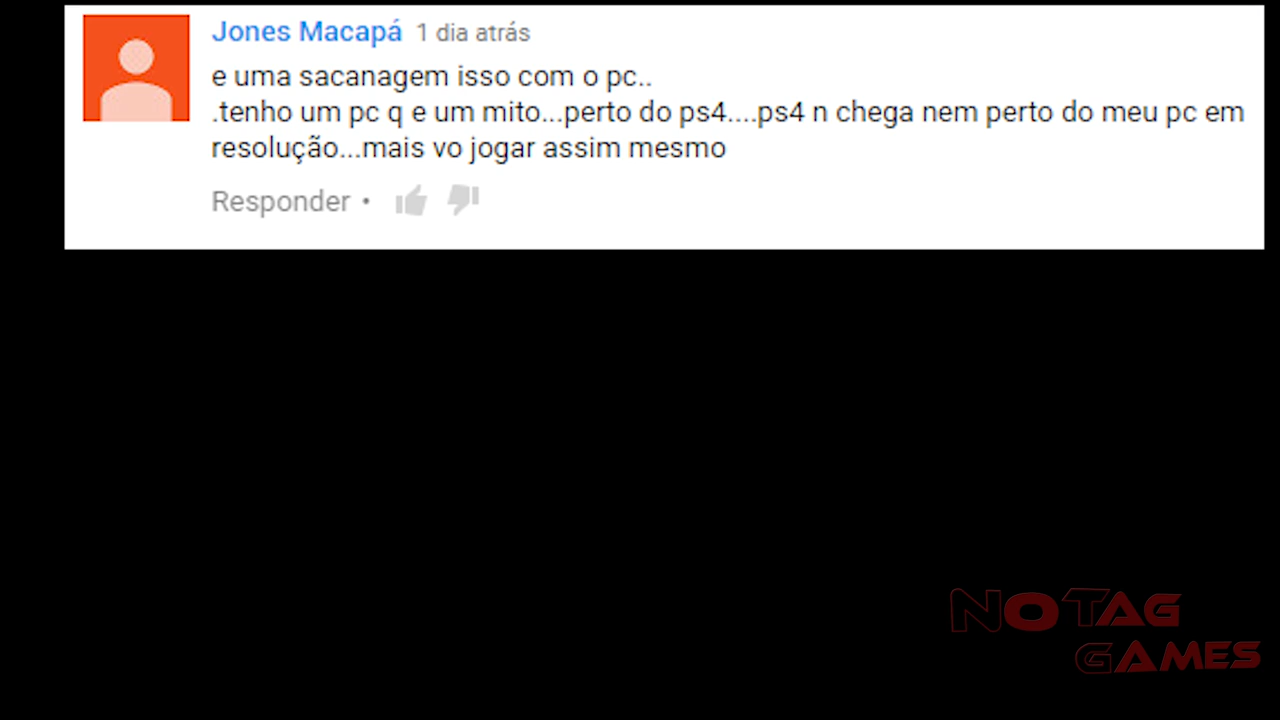 Jones Macapá 1 dia atrás
e uma sacanagem isso com o pc..
.tenho um pc q e um mito...perto do ps4....ps4 n chega nem perto do meu pc em
resolução...mais vo jogar assim mesmo
Responder •
NoTag
GAMES